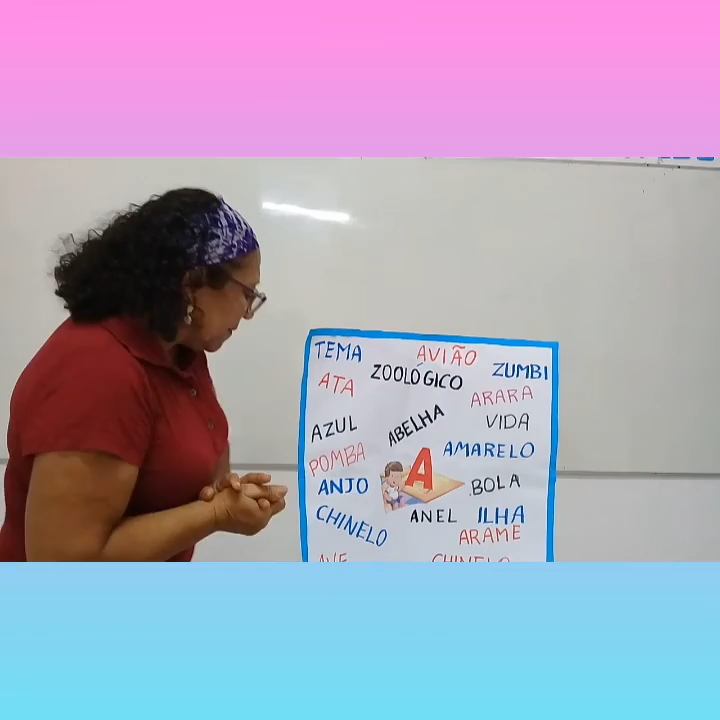 TEMA
AVIÃO
ZUMBI
ZOOLÓGICO
ATA
ARARA
ABELHA
VIDA
AZUL
AMARELO
POMBA
A
BOLA
ANJO
ANEL
ILHA
CHINELO
ARAME